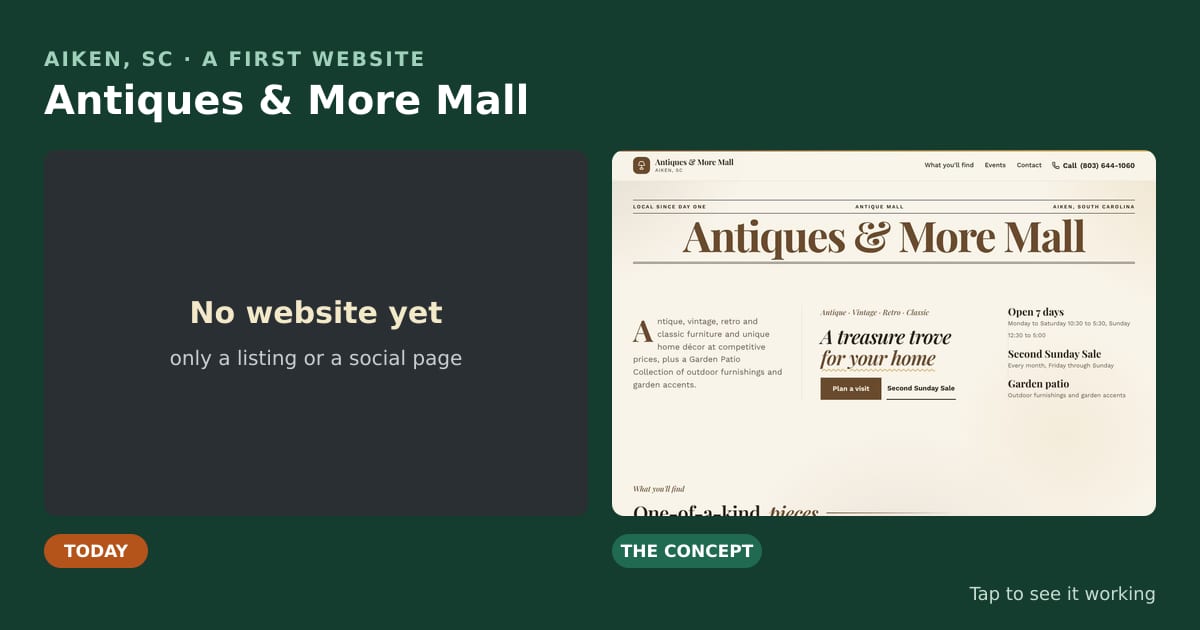 AIKEN, SC · A FIRST WEBSITE
Antiques & More Mall
No website yet
only a listing or a social page
TODAY
Antiques & More Mall
AIKEN, SC
What you'll find Events Contact Call (803) 644-1060
LOCAL SINCE DAY ONE ANTIQUE MALL AIKEN, SOUTH CAROLINA
Antiques & More Mall
Antique, vintage, retro and
classic furniture and unique
home décor at competitive
prices, plus a Garden Patio
Collection of outdoor furnishings and
garden accents.
Antique · Vintage · Retro · Classic
A treasure trove
for your home
Plan a visit Second Sunday Sale
Open 7 days
Monday to Saturday 10:30 to 5:30, Sunday
12:30 to 5:00
Second Sunday Sale
Every month, Friday through Sunday
Garden patio
Outdoor furnishings and garden accents
What you'll find
One-of-a-kind pieces
THE CONCEPT
Tap to see it working